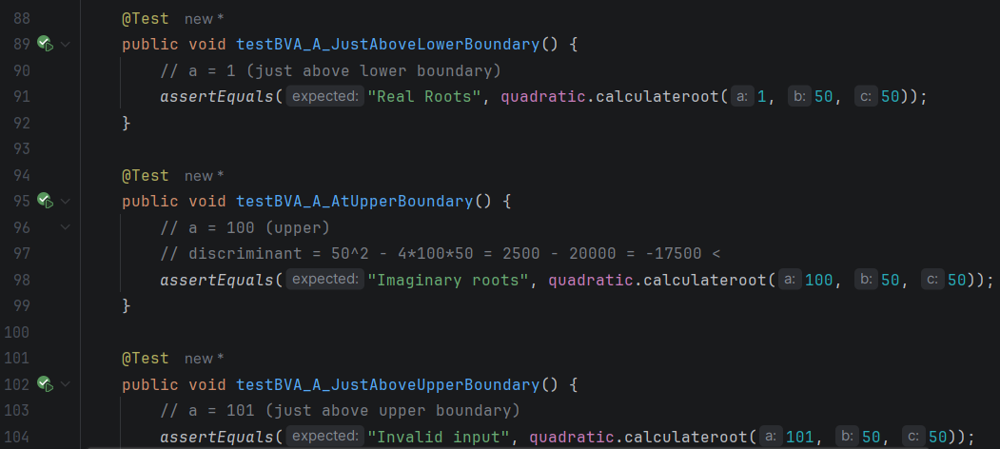 88 @Test new *
89 public void testBVA_A_JustAboveLowerBoundary() {
90 // a = 1 (just above lower boundary)
91 assertEquals( expected: "Real Roots", quadratic.calculateroot( a: 1, b: 50, c: 50));
92 }
93
94 @Test new *
95 public void testBVA_A_AtUpperBoundary() {
96 // a = 100 (upper)
97 // discriminant = 50^2 - 4*100*50 = 2500 - 20000 = -17500 <
98 assertEquals( expected: "Imaginary roots", quadratic.calculateroot( a: 100, b: 50, c: 50));
99 }
100
101 @Test new *
102 public void testBVA_A_JustAboveUpperBoundary() {
103 // a = 101 (just above upper boundary)
104 assertEquals( expected: "Invalid input", quadratic.calculateroot( a: 101, b: 50, c: 50));